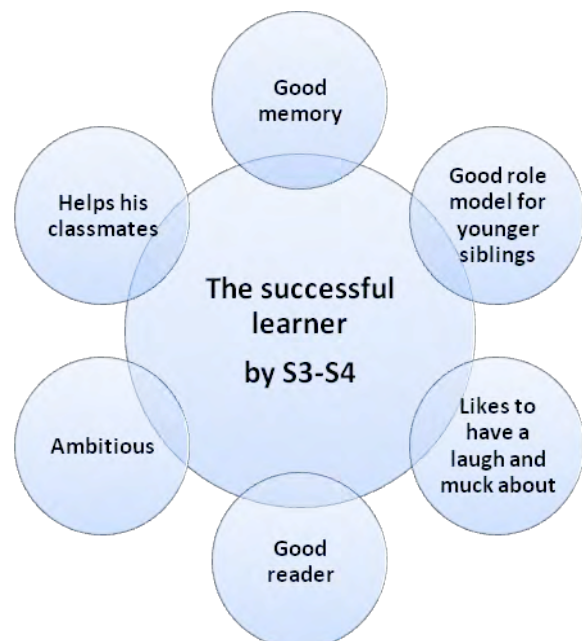 Good
memory
Helps his
classmates
Good role
model for
younger
siblings
The successful
learner
by S3-S4
Ambitious
Likes to
have a
laugh and
muck about
Good
reader